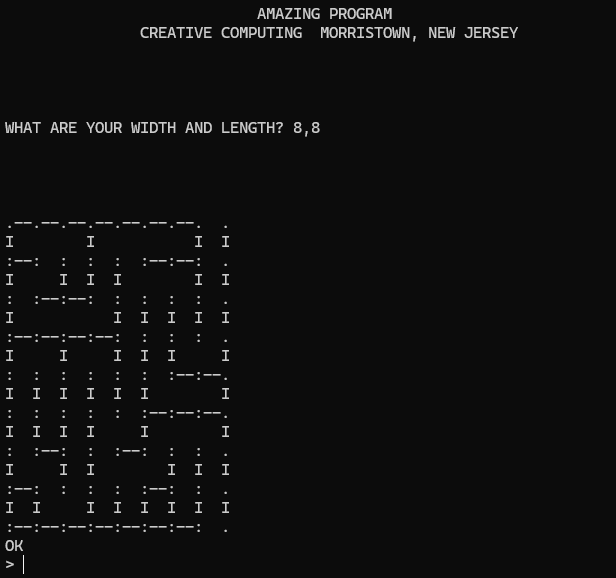 AMAZING PROGRAM
CREATIVE COMPUTING  MORRISTOWN, NEW JERSEY
WHAT ARE YOUR WIDTH AND LENGTH? 8,8
.--.--.--.--.--.--.--.  .
I        I           I  I
:--:  :  :  :  :--:--:  .
I     I  I  I        I  I
:  :--:--:  :  :  :  :  .
I           I  I  I  I  I
:--:--:--:--:  :  :  :  .
I     I     I  I  I     I
:  :  :  :  :  :  :--:--.
I  I  I  I  I  I        I
:  :  :  :  :  :--:--:--.
I  I  I  I     I        I
:  :--:  :  :--:  :  :  .
I     I  I        I  I  I
:--:  :  :  :  :--:  :  .
I  I     I  I  I  I  I  I
:--:--:--:--:--:--:--:  .
OK
>